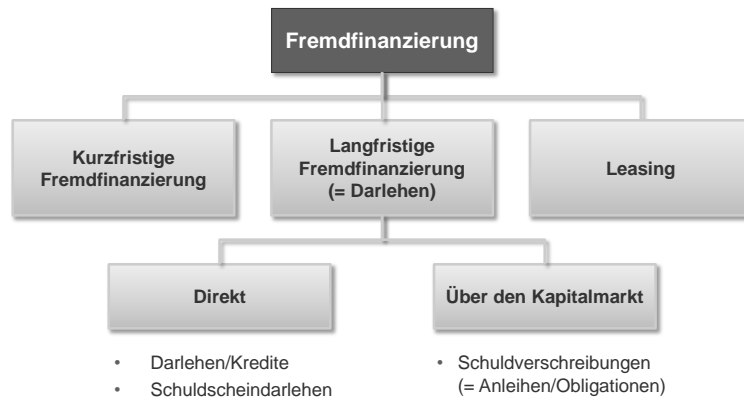 Fremdfinanzierung
Kurzfristige
Fremdfinanzierung
Langfristige
Fremdfinanzierung
(= Darlehen)
Leasing
Direkt
Über den Kapitalmarkt
• Darlehen/Kredite
• Schuldscheindarlehen
• Schuldverschreibungen
(= Anleihen/Obligationen)